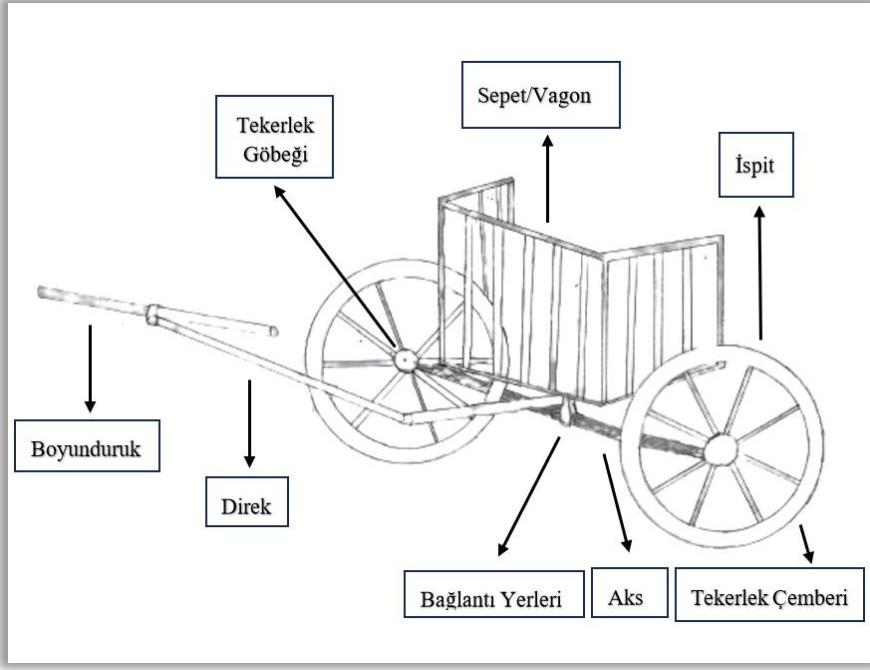 Sepet/Vagon
Tekerlek
Göbeği
İspit
Boyunduruk
Direk
Bağlantı Yerleri
Aks
Tekerlek Çemberi